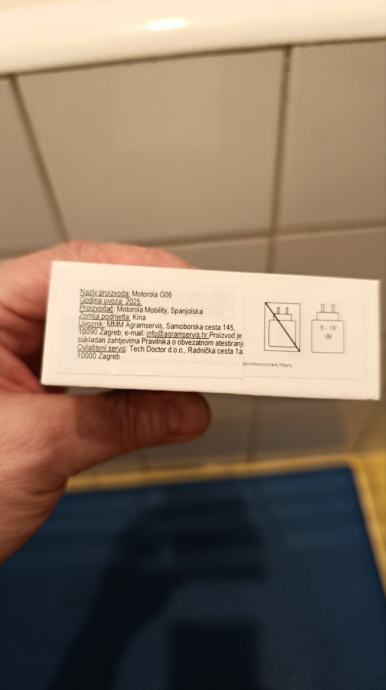 Naziv proizvoda: Motorola G06
Godina uvoza: 2025.
Proizvođač: Motorola Mobility, Španjolska
Zemlja podrijetla: Kina
Uvoznik: MMM Agramservis, Samoborska cesta 145,
10090 Zagreb; e-mail: info@agramservis.hr Proizvod je
sukladan zahtjevima Pravilnika o obveznatom atestiranj
Ovlašteni servis: Tech Doctor d.o.o., Radnička cesta 1a
10000 Zagreb
5 - 10
W